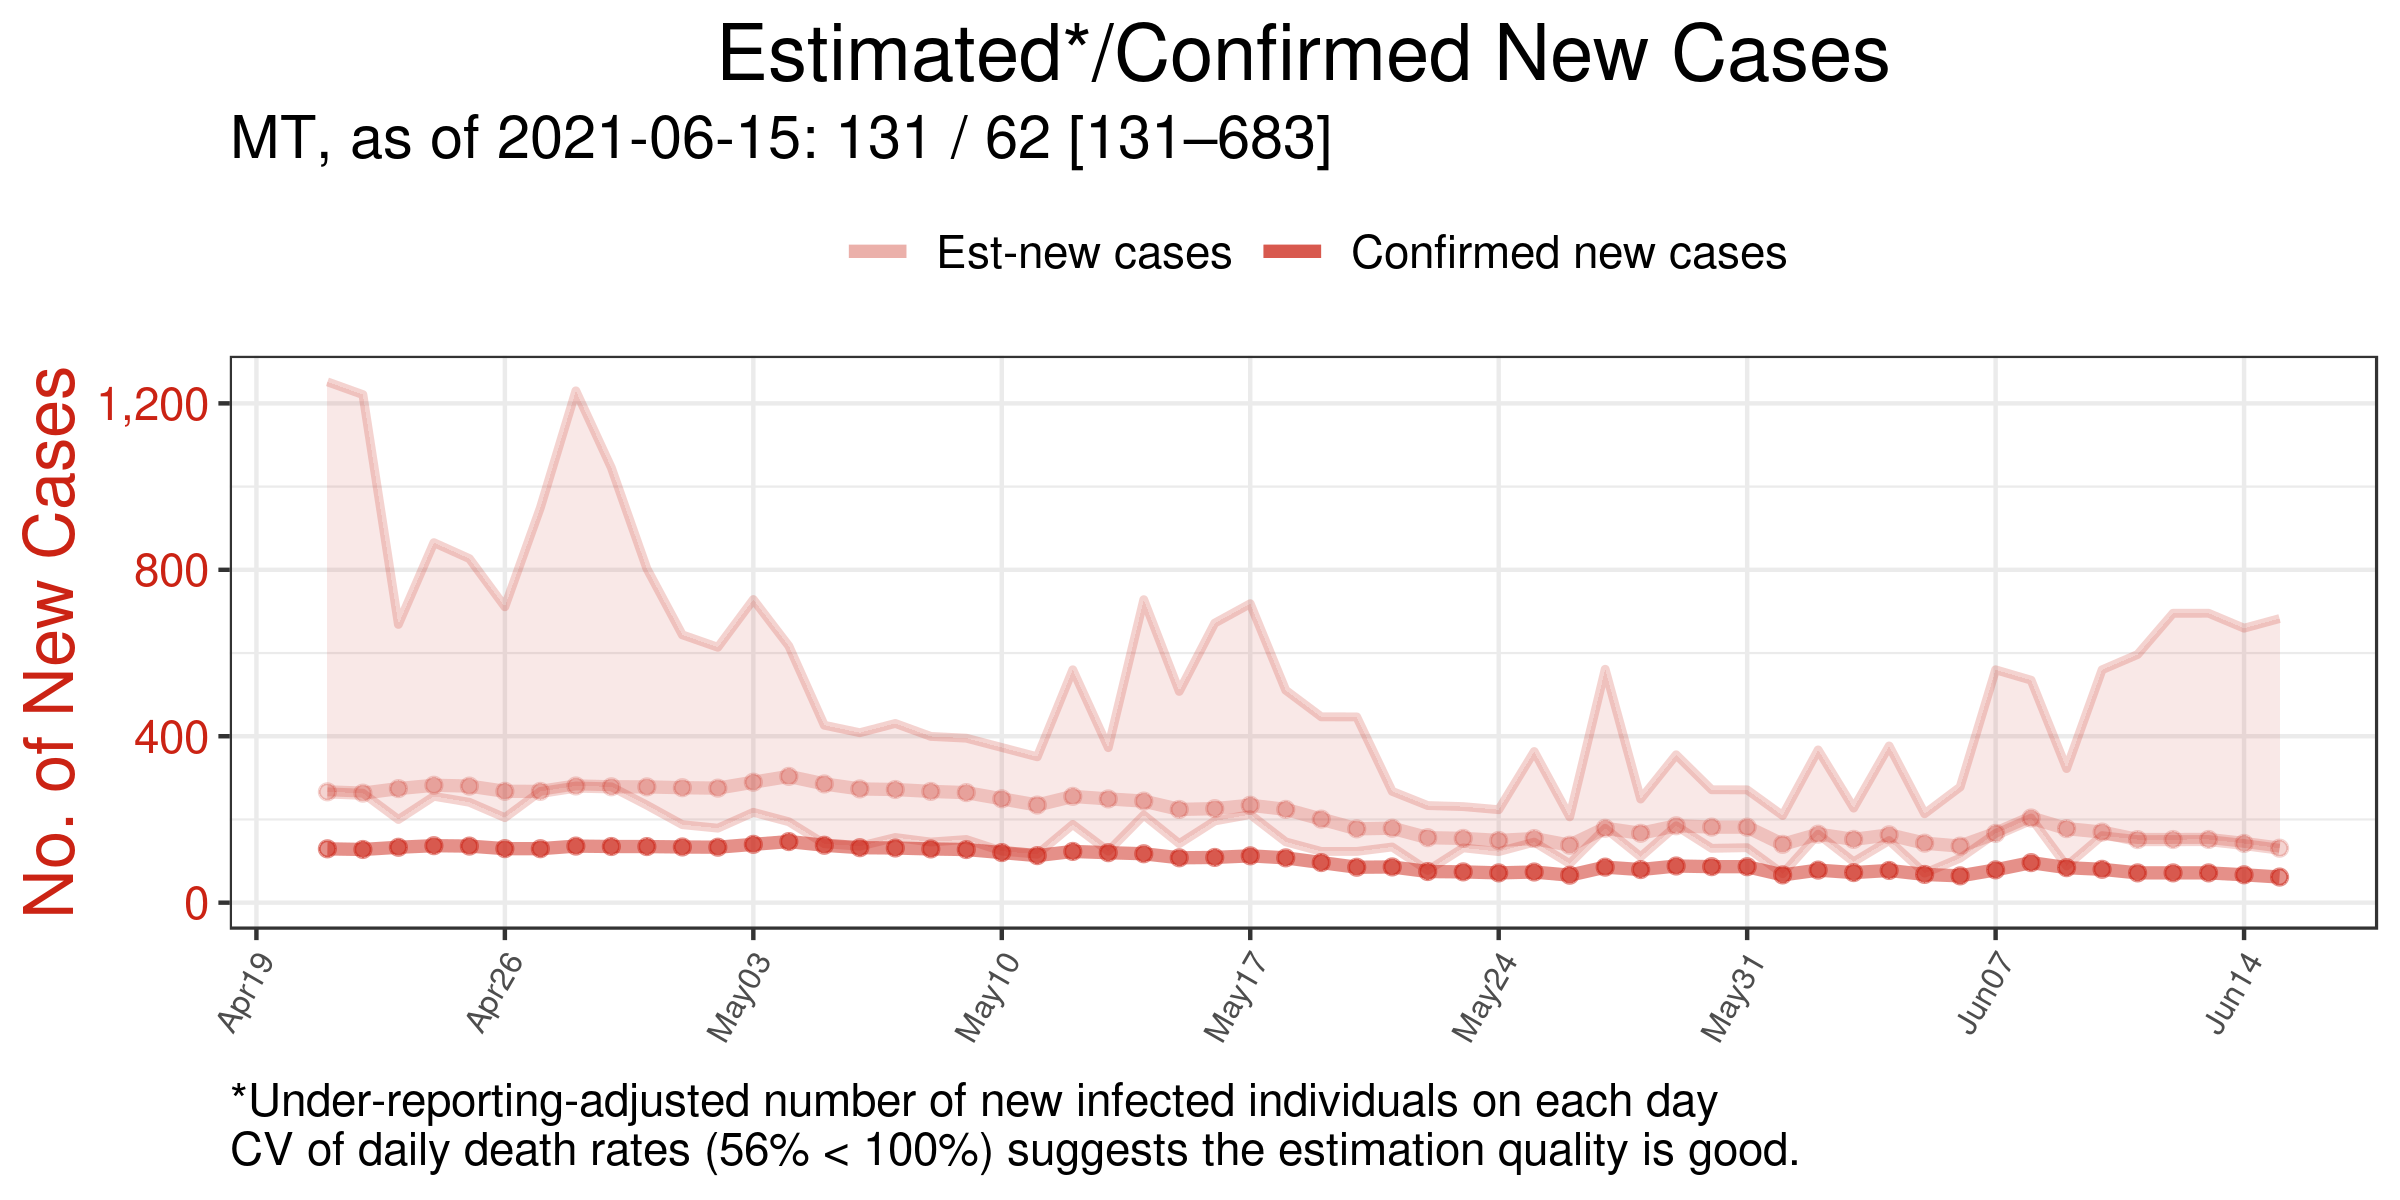 Estimated*/Confirmed New Cases
MT, as of 2021-06-15: 131 / 62 [131–683]
Est-new cases
Confirmed new cases
No. of New Cases
1,200
800
400
0
Apr19
Apr26
May03
May10
May17
May24
May31
Jun07
Jun14
*Under-reporting-adjusted number of new infected individuals on each day
CV of daily death rates (56% < 100%) suggests the estimation quality is good.